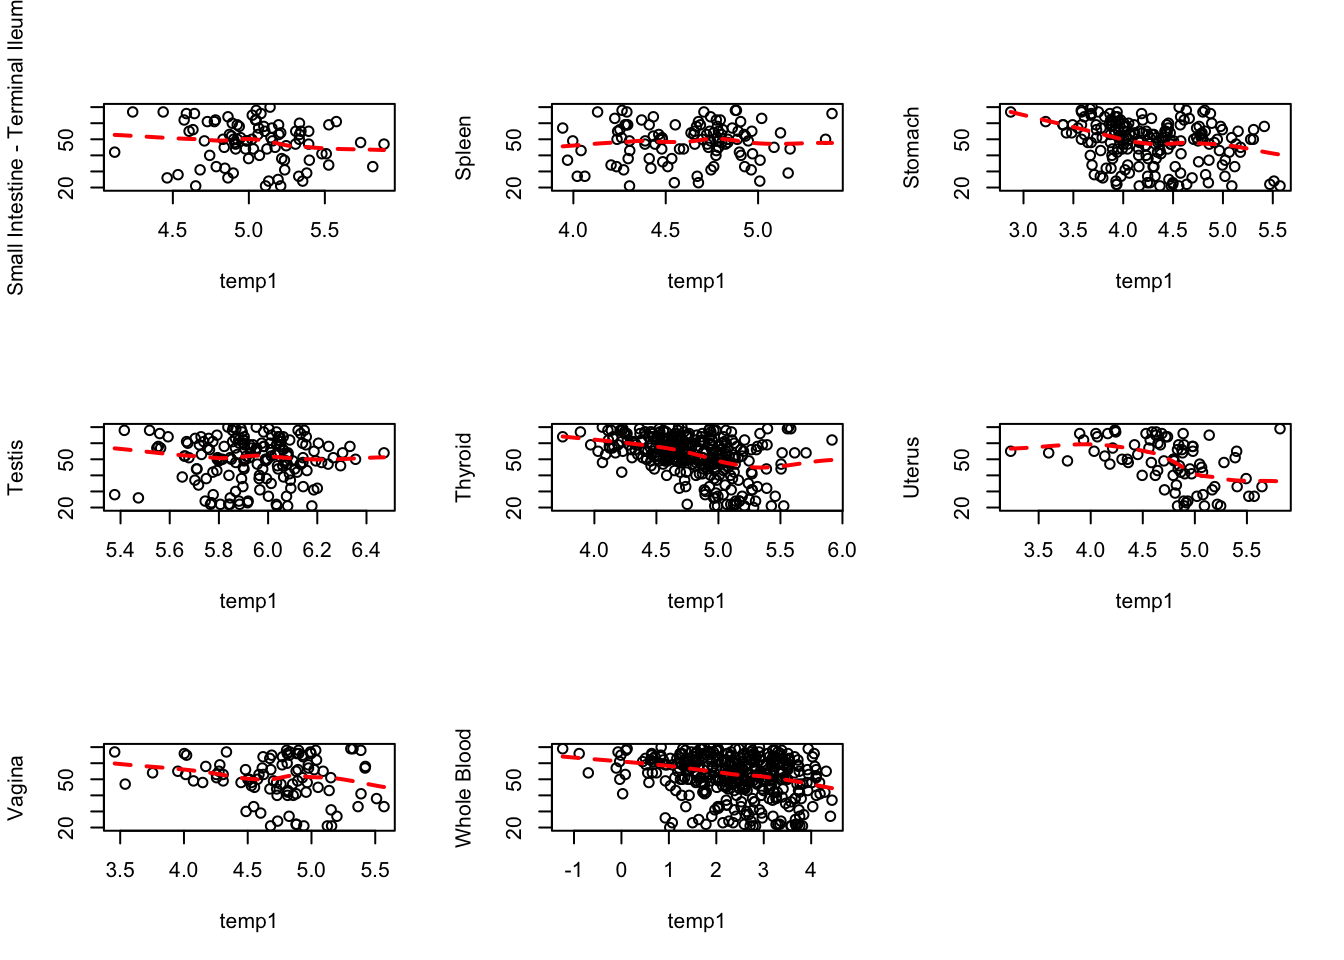 Small Intestine - Terminal Ileum
20 50
4.5 5.0 5.5
temp1
Spleen
20 50
4.0 4.5 5.0
temp1
Stomach
20 50
3.0 3.5 4.0 4.5 5.0 5.5
temp1
Testis
20 50
5.4 5.6 5.8 6.0 6.2 6.4
temp1
Thyroid
20 50
4.0 4.5 5.0 5.5 6.0
temp1
Uterus
20 50
3.5 4.0 4.5 5.0 5.5
temp1
Vagina
20 50
3.5 4.0 4.5 5.0 5.5
temp1
Whole Blood
20 50
-1 0 1 2 3 4
temp1